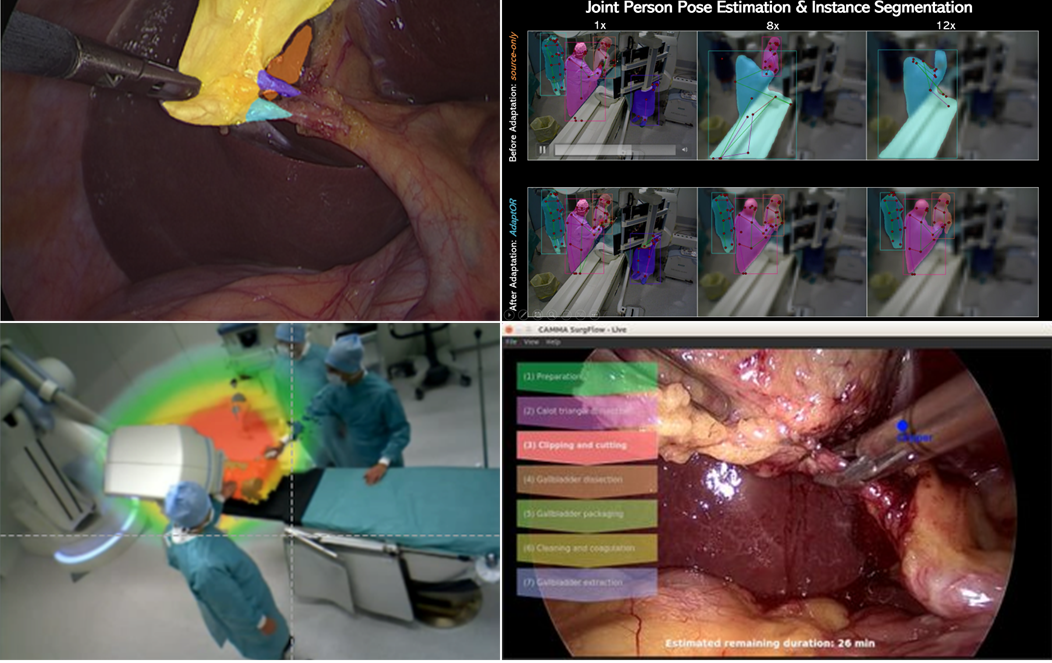 Joint Person Pose Estimation & Instance Segmentation
1x
8x
12x
Before Adaptation: source-only
After Adaptation: AdaptOR
CAMMA SurgFlow - Live
File View Help
(1) Preparation
(2) Calot triangle
(3) Clipping and cutting
(4) Gallbladder dissection
(5) Gallbladder packaging
(6) Cleaning and coagulation
(7) Gallbladder extraction
Estimated remaining duration: 26 min